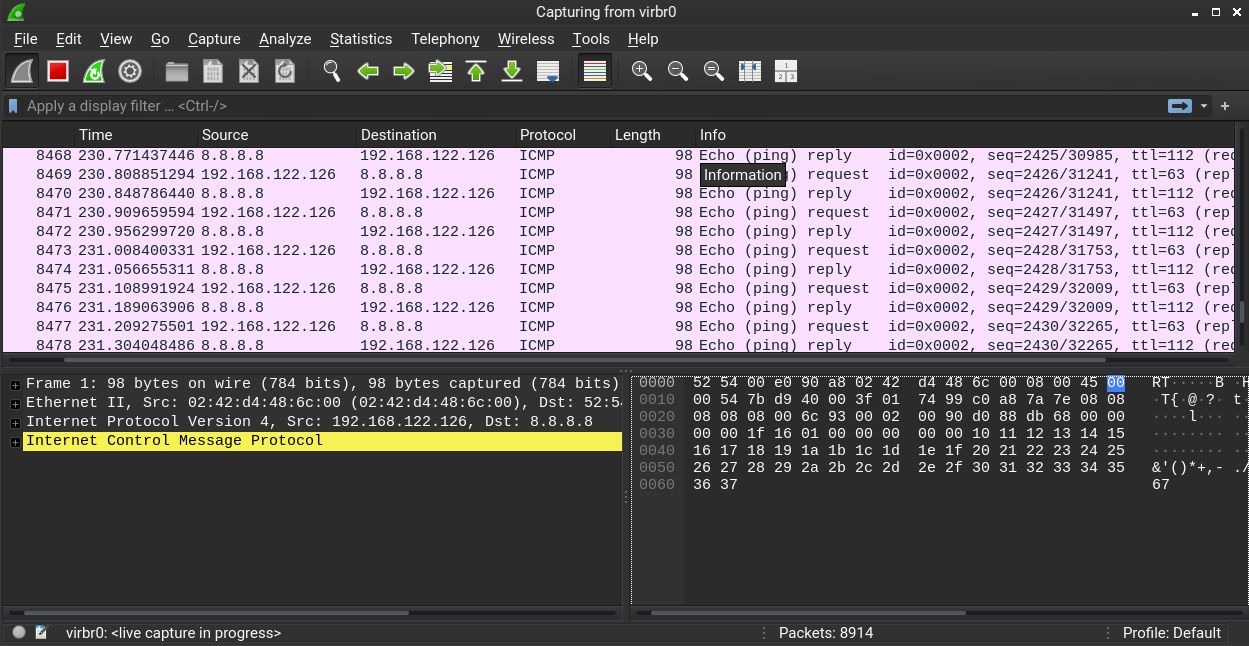 Capturing from virbr0
File Edit View Go Capture Analyze Statistics Telephony Wireless Tools Help
Apply a display filter … <Ctrl-/>
Time Source Destination Protocol Length Info
8468 230.771437446 8.8.8.8 192.168.122.126 ICMP 98 Echo (ping) reply id=0x0002, seq=2425/30985, ttl=112 (req
8469 230.808851294 192.168.122.126 8.8.8.8 ICMP 98 ) request id=0x0002, seq=2426/31241, ttl=63 (repl
Information
8470 230.848786440 8.8.8.8 192.168.122.126 ICMP 98 Echo (ping) reply id=0x0002, seq=2426/31241, ttl=112 (req
8471 230.909659594 192.168.122.126 8.8.8.8 ICMP 98 Echo (ping) request id=0x0002, seq=2427/31497, ttl=63 (repl
8472 230.956299720 8.8.8.8 192.168.122.126 ICMP 98 Echo (ping) reply id=0x0002, seq=2427/31497, ttl=112 (req
8473 231.008400331 192.168.122.126 8.8.8.8 ICMP 98 Echo (ping) request id=0x0002, seq=2428/31753, ttl=63 (repl
8474 231.056655311 8.8.8.8 192.168.122.126 ICMP 98 Echo (ping) reply id=0x0002, seq=2428/31753, ttl=112 (req
8475 231.108991924 192.168.122.126 8.8.8.8 ICMP 98 Echo (ping) request id=0x0002, seq=2429/32009, ttl=63 (repl
8476 231.189063906 8.8.8.8 192.168.122.126 ICMP 98 Echo (ping) reply id=0x0002, seq=2429/32009, ttl=112 (req
8477 231.209275501 192.168.122.126 8.8.8.8 ICMP 98 Echo (ping) request id=0x0002, seq=2430/32265, ttl=63 (repl
8478 231.304048486 8.8.8.8 192.168.122.126 ICMP 98 Echo (ping) reply id=0x0002, seq=2430/32265, ttl=112 (req
Frame 1: 98 bytes on wire (784 bits), 98 bytes captured (784 bits)
Ethernet II, Src: 02:42:d4:48:6c:00 (02:42:d4:48:6c:00), Dst: 52:54
Internet Protocol Version 4, Src: 192.168.122.126, Dst: 8.8.8.8
Internet Control Message Protocol
0000 52 54 00 e0 90 a8 02 42 d4 48 6c 00 08 00 45 00 RT·····B ·H
0010 00 54 7b d9 40 00 3f 01 74 99 c0 a8 7a 7e 08 08 ·T{·@·?· t·
0020 08 08 08 00 6c 93 00 02 00 90 d0 88 db 68 00 00 ····l··· ··
0030 00 00 1f 16 01 00 00 00 00 00 10 11 12 13 14 15 ········ ··
0040 16 17 18 19 1a 1b 1c 1d 1e 1f 20 21 22 23 24 25 ········ ··
0050 26 27 28 29 2a 2b 2c 2d 2e 2f 30 31 32 33 34 35 &'()*+,- ./
0060 36 37 67
virbr0: <live capture in progress> Packets: 8914 Profile: Default